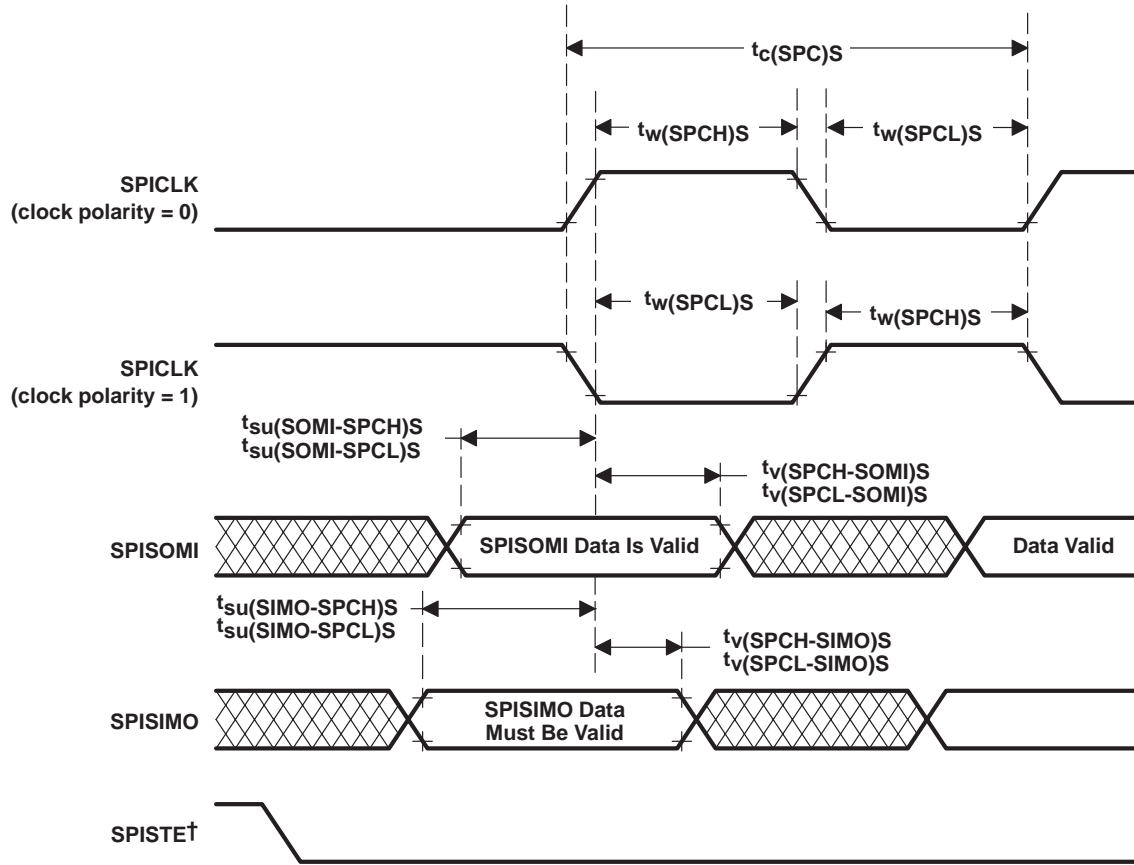 tc(SPC)S
tw(SPCH)S
tw(SPCL)S
SPICLK
(clock polarity = 0)
tw(SPCL)S
tw(SPCH)S
SPICLK
(clock polarity = 1)
tsu(SOMI-SPCH)S
tsu(SOMI-SPCL)S
tv(SPCH-SOMI)S
tv(SPCL-SOMI)S
SPISOMI
SPISOMI Data Is Valid
Data Valid
tsu(SIMO-SPCH)S
tsu(SIMO-SPCL)S
tv(SPCH-SIMO)S
tv(SPCL-SIMO)S
SPISIMO
SPISIMO Data
Must Be Valid
SPISTE†